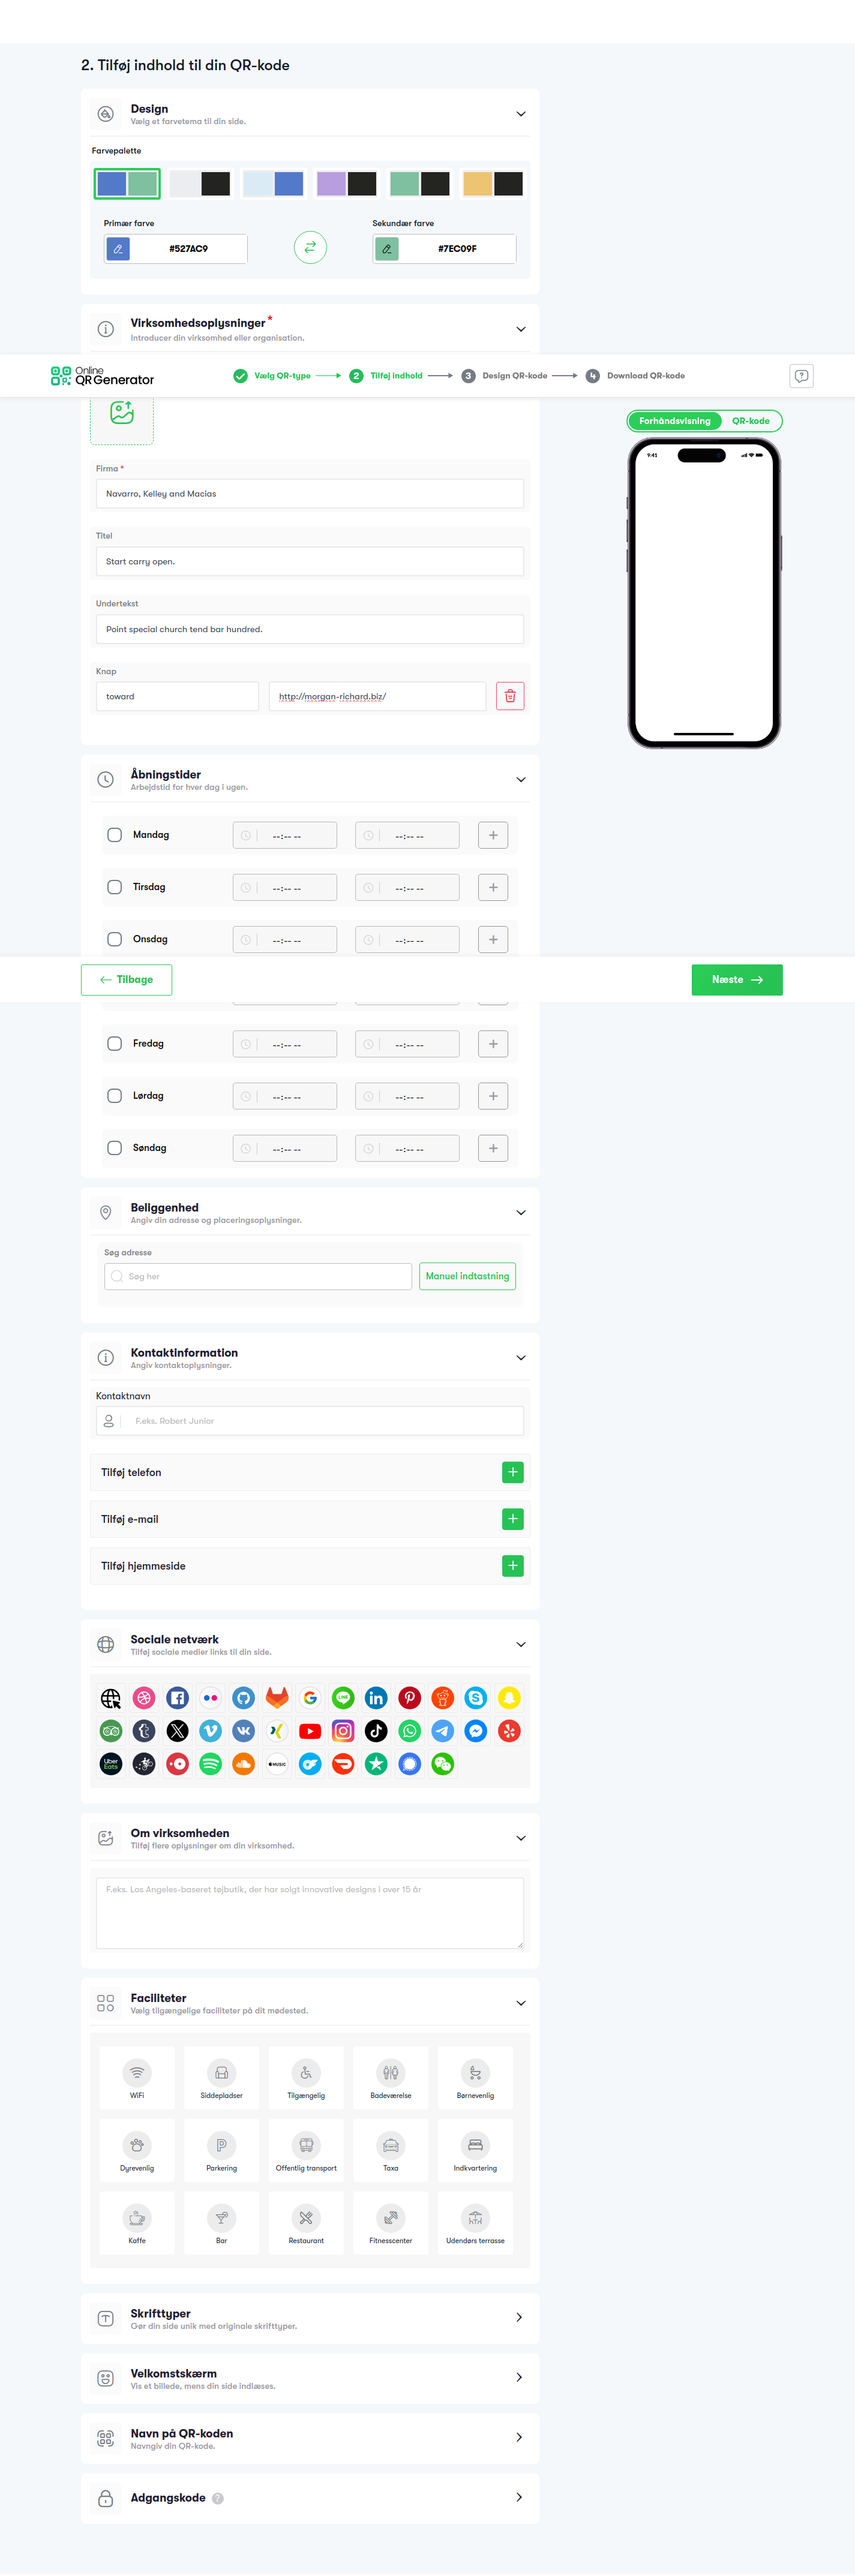 2. Tilføj indhold til din QR-kode
Design
Vælg et farvetema til din side.
Farvepalette
Primær farve
Sekundær farve
#527AC9
#7EC09F
Virksomhedsoplysninger *
Introducer din virksomhed eller organisation.
Online
QR Generator
Vælg QR-type
2 Tilføj indhold
3 Design QR-kode
4 Download QR-kode
Forhåndsvisning
QR-kode
9:41
Firma *
Navarro, Kelley and Macias
Titel
Start carry open.
Undertekst
Point special church tend bar hundred.
Knap
toward
http://morgan-richard.biz/
Åbningstider
Arbejdstid for hver dag i ugen.
Mandag
--:-- --
--:-- --
Tirsdag
--:-- --
--:-- --
Onsdag
--:-- --
--:-- --
Tilbage
Næste
Fredag
--:-- --
--:-- --
Lørdag
--:-- --
--:-- --
Søndag
--:-- --
--:-- --
Beliggenhed
Angiv din adresse og placeringsoplysninger.
Søg adresse
Søg her
Manuel indtastning
Kontaktinformation
Angiv kontaktoplysninger.
Kontaktnavn
F.eks. Robert Junior
Tilføj telefon
Tilføj e-mail
Tilføj hjemmeside
Sociale netværk
Tilføj sociale medier links til din side.
LINE
Uber
Eats
MUSIC
Om virksomheden
Tilføj flere oplysninger om din virksomhed.
F.eks. Los Angeles-baseret tøjbutik, der har solgt innovative designs i over 15 år
Faciliteter
Vælg tilgængelige faciliteter på dit mødested.
WiFi
Siddepladser
Tilgængelig
Badeværelse
Børnevenlig
Dyrevenlig
Parkering
Offentlig transport
Taxa
Indkvartering
Kaffe
Bar
Restaurant
Fitnesscenter
Udendørs terrasse
Skrifttyper
Gør din side unik med originale skrifttyper.
Velkomstskærm
Vis et billede, mens din side indlæses.
Navn på QR-koden
Navngiv din QR-kode.
Adgangskode ?